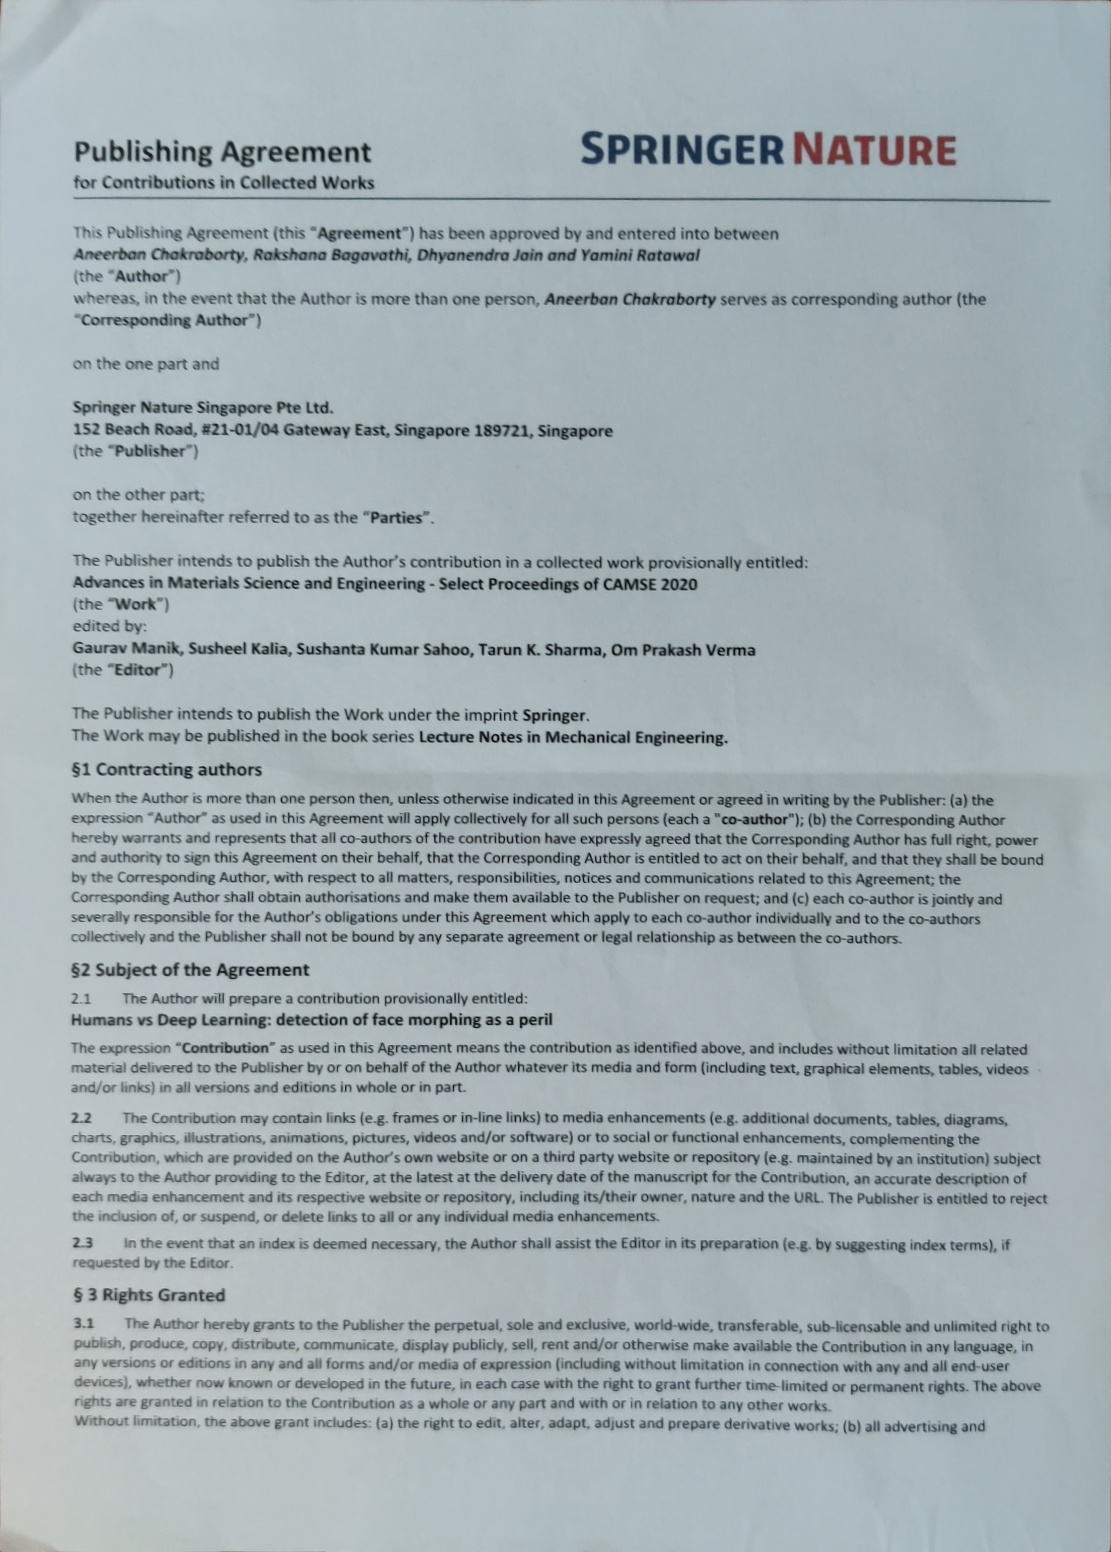 Publishing Agreement
SPRINGER NATURE
for Contributions in Collected Works
This Publishing Agreement (this “Agreement”) has been approved by and entered into between
Aneerban Chakraborty, Rakshana Bagavathi, Dhyanendra Jain and Yamini Ratawal
(the “Author”)
whereas, in the event that the Author is more than one person, Aneerban Chakraborty serves as corresponding author (the
“Corresponding Author”)
on the one part and
Springer Nature Singapore Pte Ltd.
152 Beach Road, #21-01/04 Gateway East, Singapore 189721, Singapore
(the “Publisher”)
on the other part;
together hereinafter referred to as the “Parties”.
The Publisher intends to publish the Author’s contribution in a collected work provisionally entitled:
Advances in Materials Science and Engineering - Select Proceedings of CAMSE 2020
(the “Work”)
edited by:
Gaurav Manik, Susheel Kalia, Sushanta Kumar Sahoo, Tarun K. Sharma, Om Prakash Verma
(the “Editor”)
The Publisher intends to publish the Work under the imprint Springer.
The Work may be published in the book series Lecture Notes in Mechanical Engineering.
§1 Contracting authors
When the Author is more than one person then, unless otherwise indicated in this Agreement or agreed in writing by the Publisher: (a) the
expression “Author” as used in this Agreement will apply collectively for all such persons (each a "co-author"); (b) the Corresponding Author
hereby warrants and represents that all co-authors of the contribution have expressly agreed that the Corresponding Author has full right, power
and authority to sign this Agreement on their behalf, that the Corresponding Author is entitled to act on their behalf, and that they shall be bound
by the Corresponding Author, with respect to all matters, responsibilities, notices and communications related to this Agreement; the
Corresponding Author shall obtain authorisations and make them available to the Publisher on request; and (c) each co-author is jointly and
severally responsible for the Author’s obligations under this Agreement which apply to each co-author individually and to the co-authors
collectively and the Publisher shall not be bound by any separate agreement or legal relationship as between the co-authors.
§2 Subject of the Agreement
2.1 The Author will prepare a contribution provisionally entitled:
Humans vs Deep Learning: detection of face morphing as a peril
The expression “Contribution” as used in this Agreement means the contribution as identified above, and includes without limitation all related
material delivered to the Publisher by or on behalf of the Author whatever its media and form (including text, graphical elements, tables, videos
and/or links) in all versions and editions in whole or in part.
2.2 The Contribution may contain links (e.g. frames or in-line links) to media enhancements (e.g. additional documents, tables, diagrams,
charts, graphics, illustrations, animations, pictures, videos and/or software) or to social or functional enhancements, complementing the
Contribution, which are provided on the Author’s own website or on a third party website or repository (e.g. maintained by an institution) subject
always to the Author providing to the Editor, at the latest at the delivery date of the manuscript for the Contribution, an accurate description of
each media enhancement and its respective website or repository, including its/their owner, nature and the URL. The Publisher is entitled to reject
the inclusion of, or suspend, or delete links to all or any individual media enhancements.
2.3 In the event that an index is deemed necessary, the Author shall assist the Editor in its preparation (e.g. by suggesting index terms), if
requested by the Editor.
§ 3 Rights Granted
3.1 The Author hereby grants to the Publisher the perpetual, sole and exclusive, world-wide, transferable, sub-licensable and unlimited right to
publish, produce, copy, distribute, communicate, display publicly, sell, rent and/or otherwise make available the Contribution in any language, in
any versions or editions in any and all forms and/or media of expression (including without limitation in connection with any and all end-user
devices), whether now known or developed in the future, in each case with the right to grant further time-limited or permanent rights. The above
rights are granted in relation to the Contribution as a whole or any part and with or in relation to any other works.
Without limitation, the above grant includes: (a) the right to edit, alter, adapt, adjust and prepare derivative works; (b) all advertising and